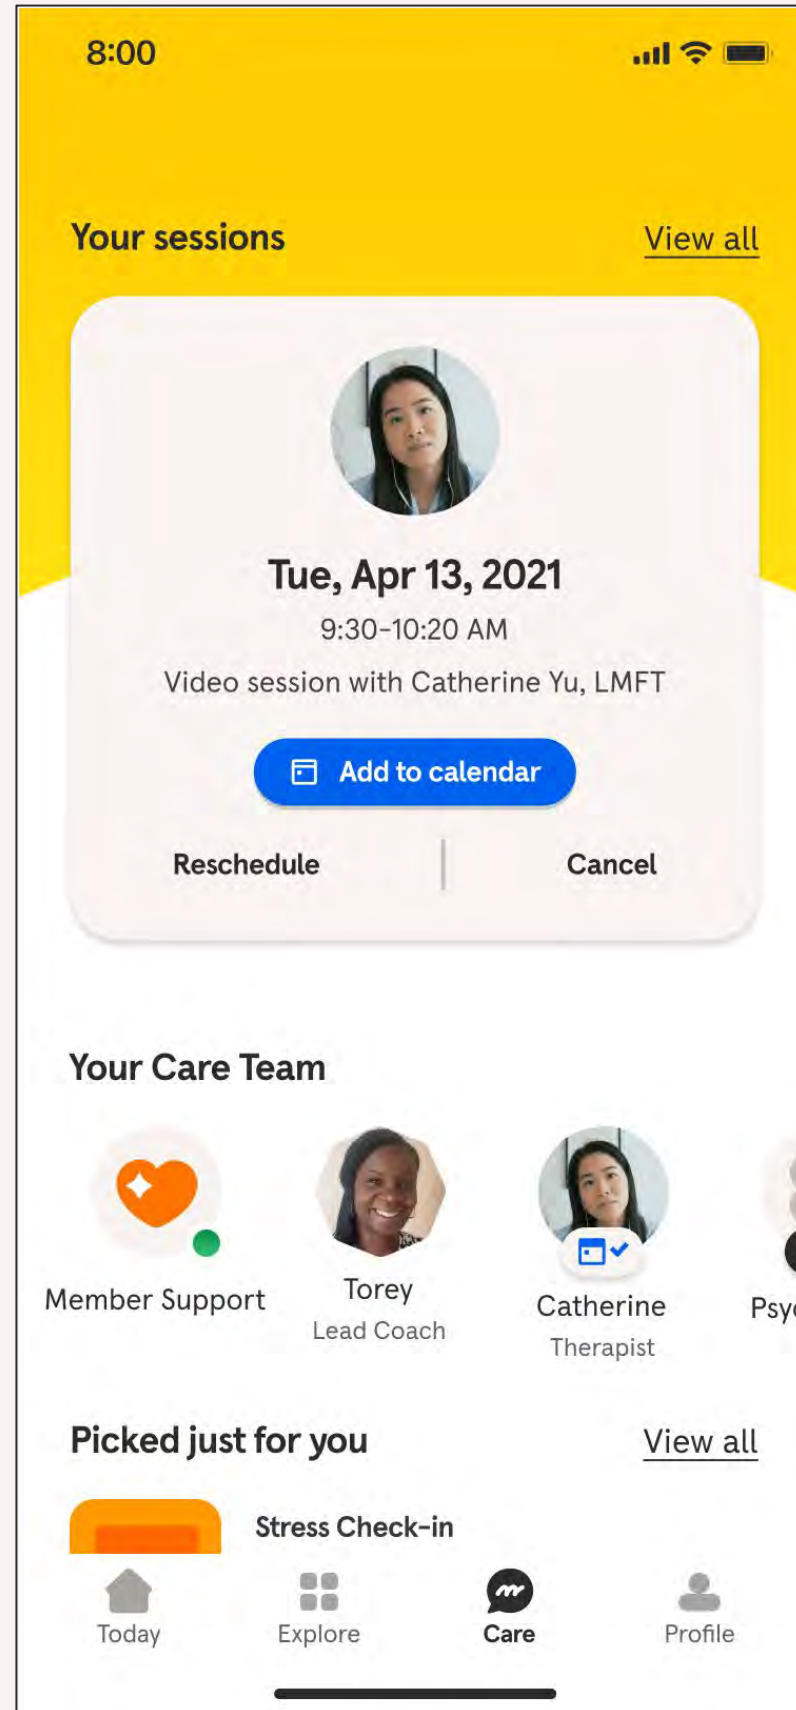 8:00
Your sessions
View all
Tue, Apr 13, 2021
9:30-10:20 AM
Video session with Catherine Yu, LMFT
Add to calendar
Reschedule
Cancel
Your Care Team
Member Support
Torey
Lead Coach
Catherine
Therapist
Picked just for you
View all
Stress Check-in
Today
Explore
Care
Profile